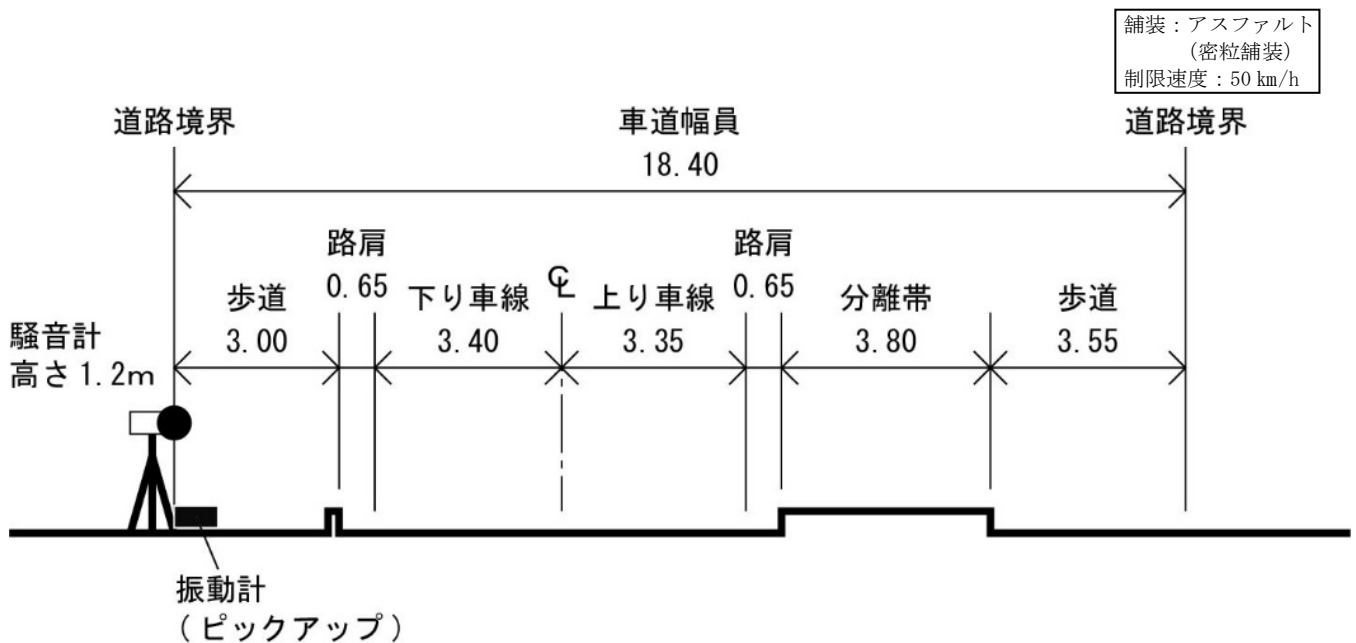 舗装：アスファルト
(密粒舗装)
制限速度：50 km/h
道路境界
車道幅員
道路境界
18.40
路肩
路肩
0.65
0.65
歩道
下り車線
℄
上り車線
分離帯
歩道
3.00
3.40
3.35
3.80
3.55
騒音計
高さ1.2m
振動計
(ピックアップ)